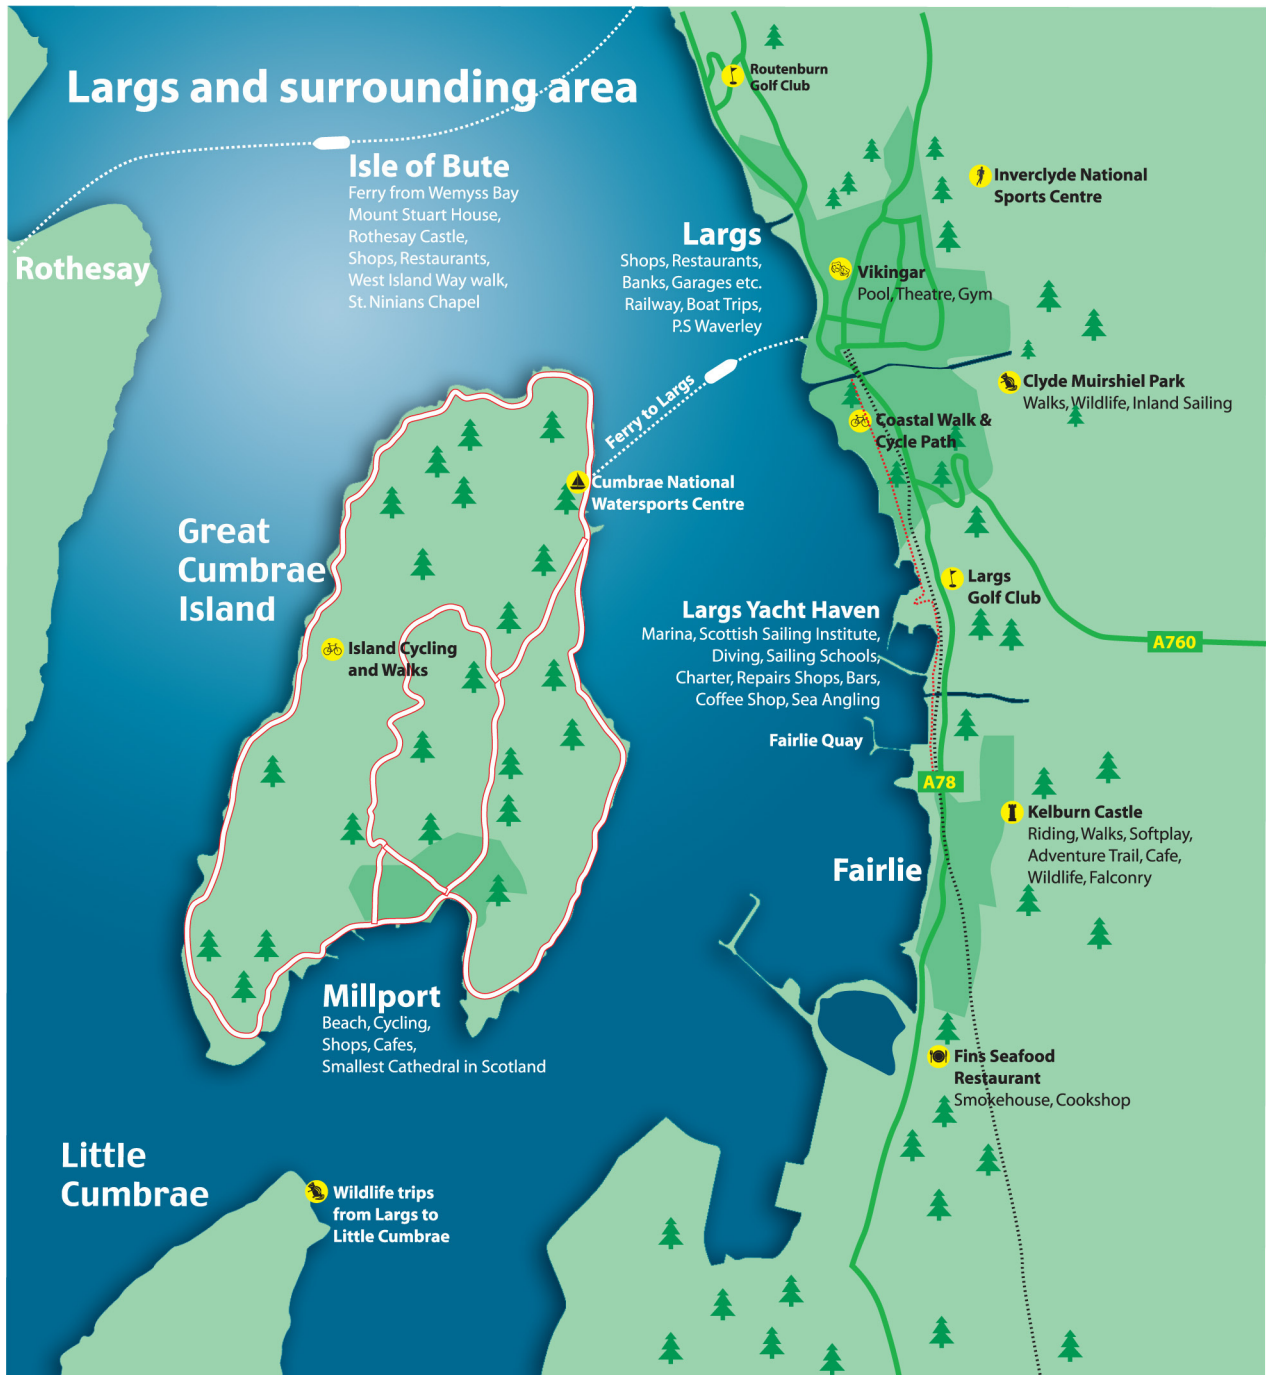 Largs and surrounding area
Routenburn
Golf Club
Isle of Bute
Ferry from Wemyss Bay
Mount Stuart House,
Rothesay Castle,
Shops, Restaurants,
West Island Way walk,
St. Ninians Chapel
Inverclyde National
Sports Centre
Rothesay
Largs
Shops, Restaurants,
Banks, Garages etc.
Railway, Boat Trips,
P.S Waverley
Vikingar
Pool, Theatre, Gym
Ferry to Largs
Clyde Muirshiel Park
Walks, Wildlife, Inland Sailing
Coastal Walk &
Cycle Path
Cumbrae National
Watersports Centre
Great
Cumbrae
Island
Largs
Golf Club
Largs Yacht Haven
Marina, Scottish Sailing Institute,
Diving, Sailing Schools,
Charter, Repairs Shops, Bars,
Coffee Shop, Sea Angling
A760
Island Cycling
and Walks
Fairlie Quay
A78
Kelburn Castle
Riding, Walks, Softplay,
Adventure Trail, Cafe,
Wildlife, Falconry
Fairlie
Millport
Beach, Cycling,
Shops, Cafes,
Smallest Cathedral in Scotland
Fins Seafood
Restaurant
Smokehouse, Cookshop
Little
Cumbrae
Wildlife trips
from Largs to
Little Cumbrae